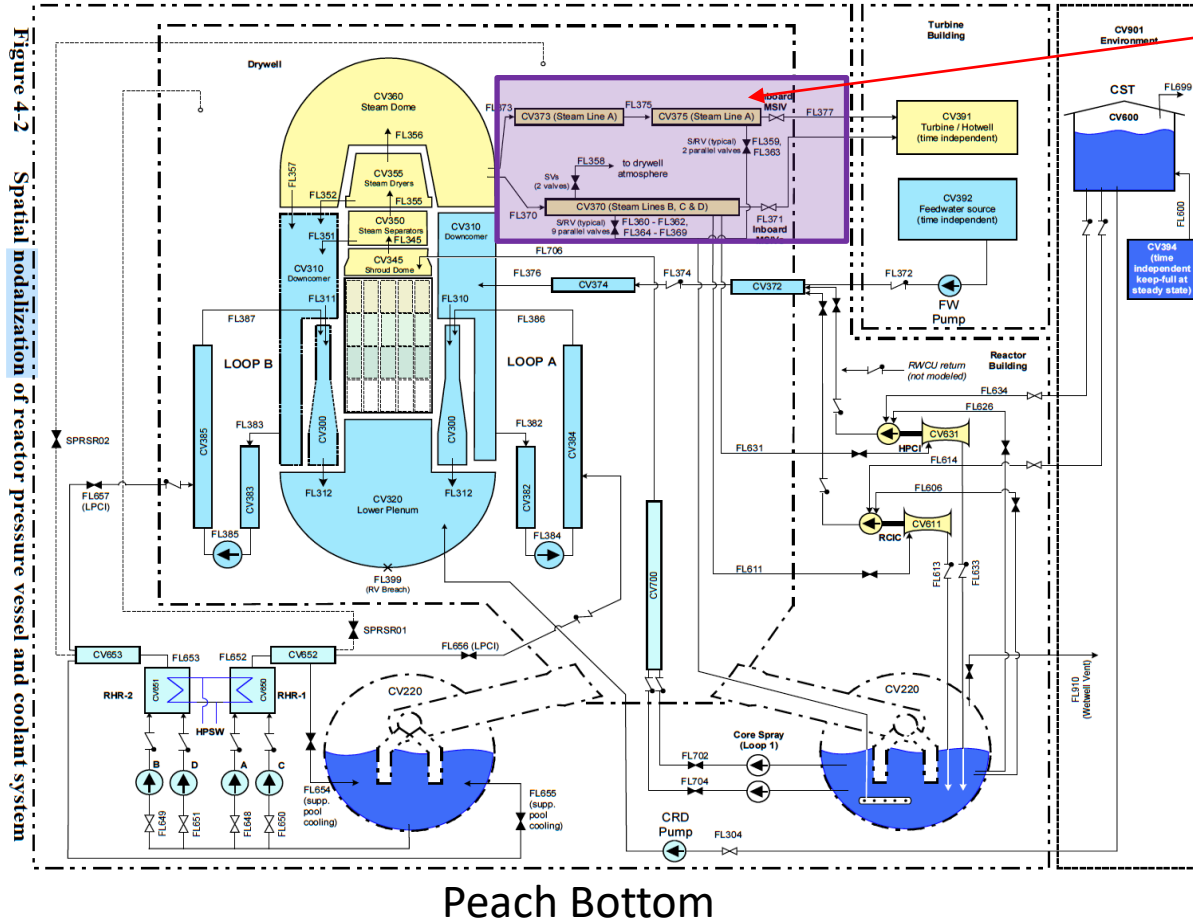 Figure 4-2 Spatial nodalization of reactor pressure vessel and coolant system
Drywell
Turbine
Building
CV901
Environment
CST
CV600
FL699
FL600
CV394
(time
independent
keep-full at
steady state)
CV360
Steam Dome
FL356
CV355
Steam Dryers
FL357
FL352
FL355
CV350
Steam Separators
FL351
FL345
CV345
Shroud Dome
CV310
Downcomer
CV310
Downcomer
FL311
FL310
FL373
CV373 (Steam Line A)
FL375
CV375 (Steam Line A)
Inboard
MSIV
FL377
S/RV (typical)
2 parallel valves
FL359,
FL363
FL358
to drywell
atmosphere
SVs
(2 valves)
FL370
CV370 (Steam Lines B, C & D)
S/RV (typical)
9 parallel valves
FL360 - FL362,
FL364 - FL369
FL371
Inboard
CV391
Turbine / Hotwell
(time independent)
CV392
Feedwater source
(time independent)
FL706
FL376
CV374
FL374
CV372
FL372
FW
Pump
FL387
FL386
LOOP B
LOOP A
CV385
FL383
CV383
FL385
CV300
CV300
FL382
CV382
CV384
FL384
FL312
FL312
CV320
Lower Plenum
FL399
(RV Breach)
Reactor
Building
RWCU return
(not modeled)
FL634
FL626
CV631
HPCI
FL631
FL614
FL606
CV611
RCIC
FL611
FL613
FL633
SPRSR02
FL657
(LPCI)
SPRSR01
FL656 (LPCI)
CV700
CV653
FL653
FL652
CV652
RHR-2
CV651
CV650
RHR-1
HPSW
B
D
A
C
FL649
FL651
FL648
FL650
FL654
(supp.
pool
cooling)
FL655
(supp.
pool
cooling)
CV220
CV220
Core Spray
(Loop 1)
FL702
FL704
CRD
Pump
FL304
FL910
(Wetwell Vent)
Peach Bottom